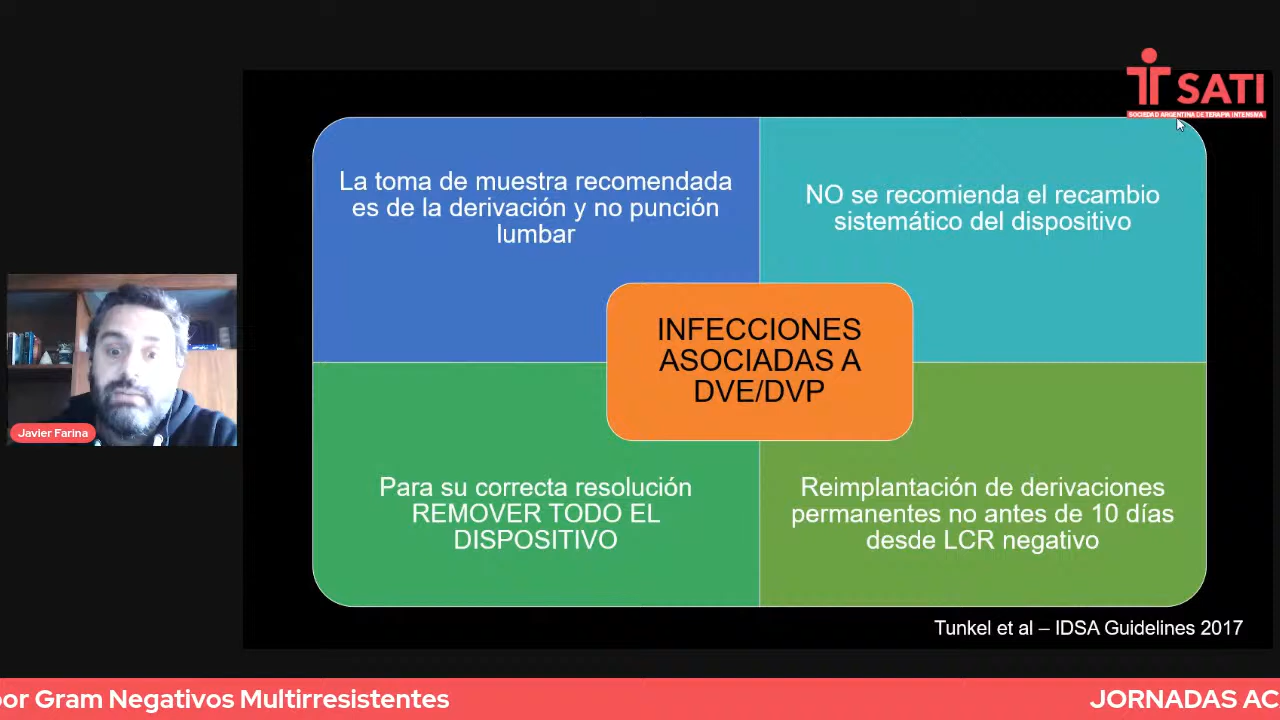 SATI
SOCIEDAD ARGENTINA DE TERAPIA INTENSIVA
La toma de muestra recomendada
es de la derivación y no punción
lumbar
NO se recomienda el recambio
sistemático del dispositivo
INFECCIONES
ASOCIADAS A
DVE/DVP
Para su correcta resolución
REMOVER TODO EL
DISPOSITIVO
Reimplantación de derivaciones
permanentes no antes de 10 días
desde LCR negativo
Tunkel et al – IDSA Guidelines 2017
Javier Farina
por Gram Negativos Multirresistentes
JORNADAS AC